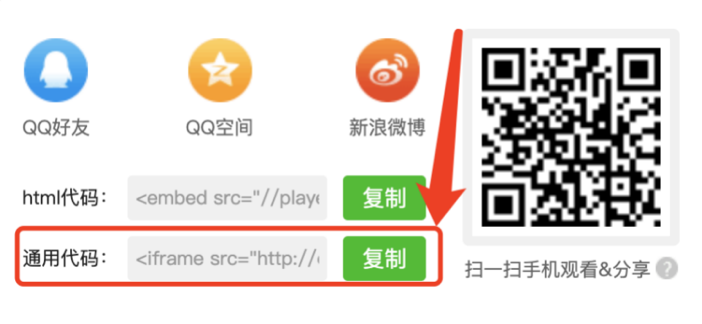 QQ好友 QQ空间 新浪微博
html代码： <embed src="//playe 复制
通用代码： <iframe src="http:// 复制
扫一扫手机观看&分享 ?